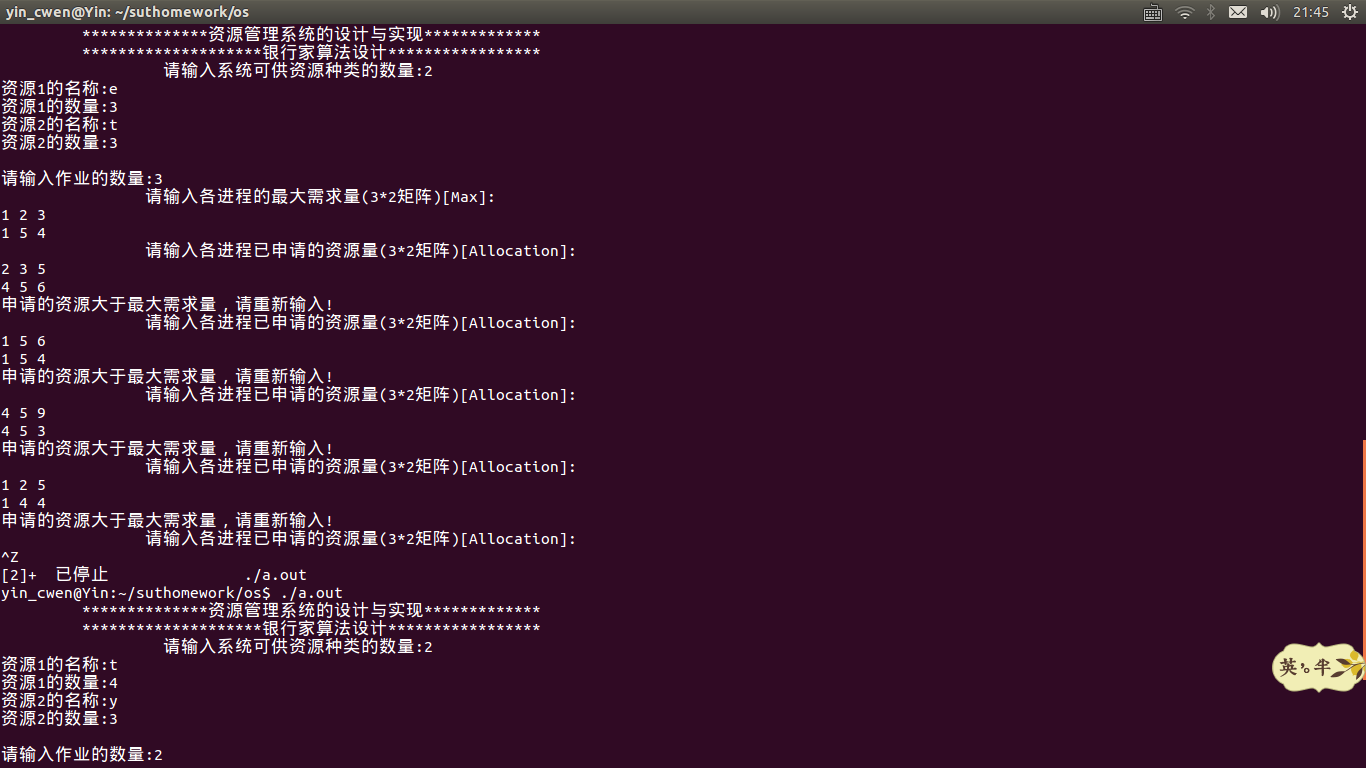 yin_cwen@Yin: ~/suthomework/os 21:45
**************资源管理系统的设计与实现*************
********************银行家算法设计*****************
请输入系统可供资源种类的数量:2
资源1的名称:e
资源1的数量:3
资源2的名称:t
资源2的数量:3
请输入作业的数量:3
请输入各进程的最大需求量(3*2矩阵)[Max]:
1 2 3
1 5 4
请输入各进程已申请的资源量(3*2矩阵)[Allocation]:
2 3 5
4 5 6
申请的资源大于最大需求量，请重新输入!
请输入各进程已申请的资源量(3*2矩阵)[Allocation]:
1 5 6
1 5 4
申请的资源大于最大需求量，请重新输入!
请输入各进程已申请的资源量(3*2矩阵)[Allocation]:
4 5 9
4 5 3
申请的资源大于最大需求量，请重新输入!
请输入各进程已申请的资源量(3*2矩阵)[Allocation]:
1 2 5
1 4 4
申请的资源大于最大需求量，请重新输入!
请输入各进程已申请的资源量(3*2矩阵)[Allocation]:
^Z
[2]+ 已停止 ./a.out
yin_cwen@Yin:~/suthomework/os$ ./a.out
**************资源管理系统的设计与实现*************
********************银行家算法设计*****************
请输入系统可供资源种类的数量:2
资源1的名称:t
资源1的数量:4
资源2的名称:y
资源2的数量:3
请输入作业的数量:2
英 半